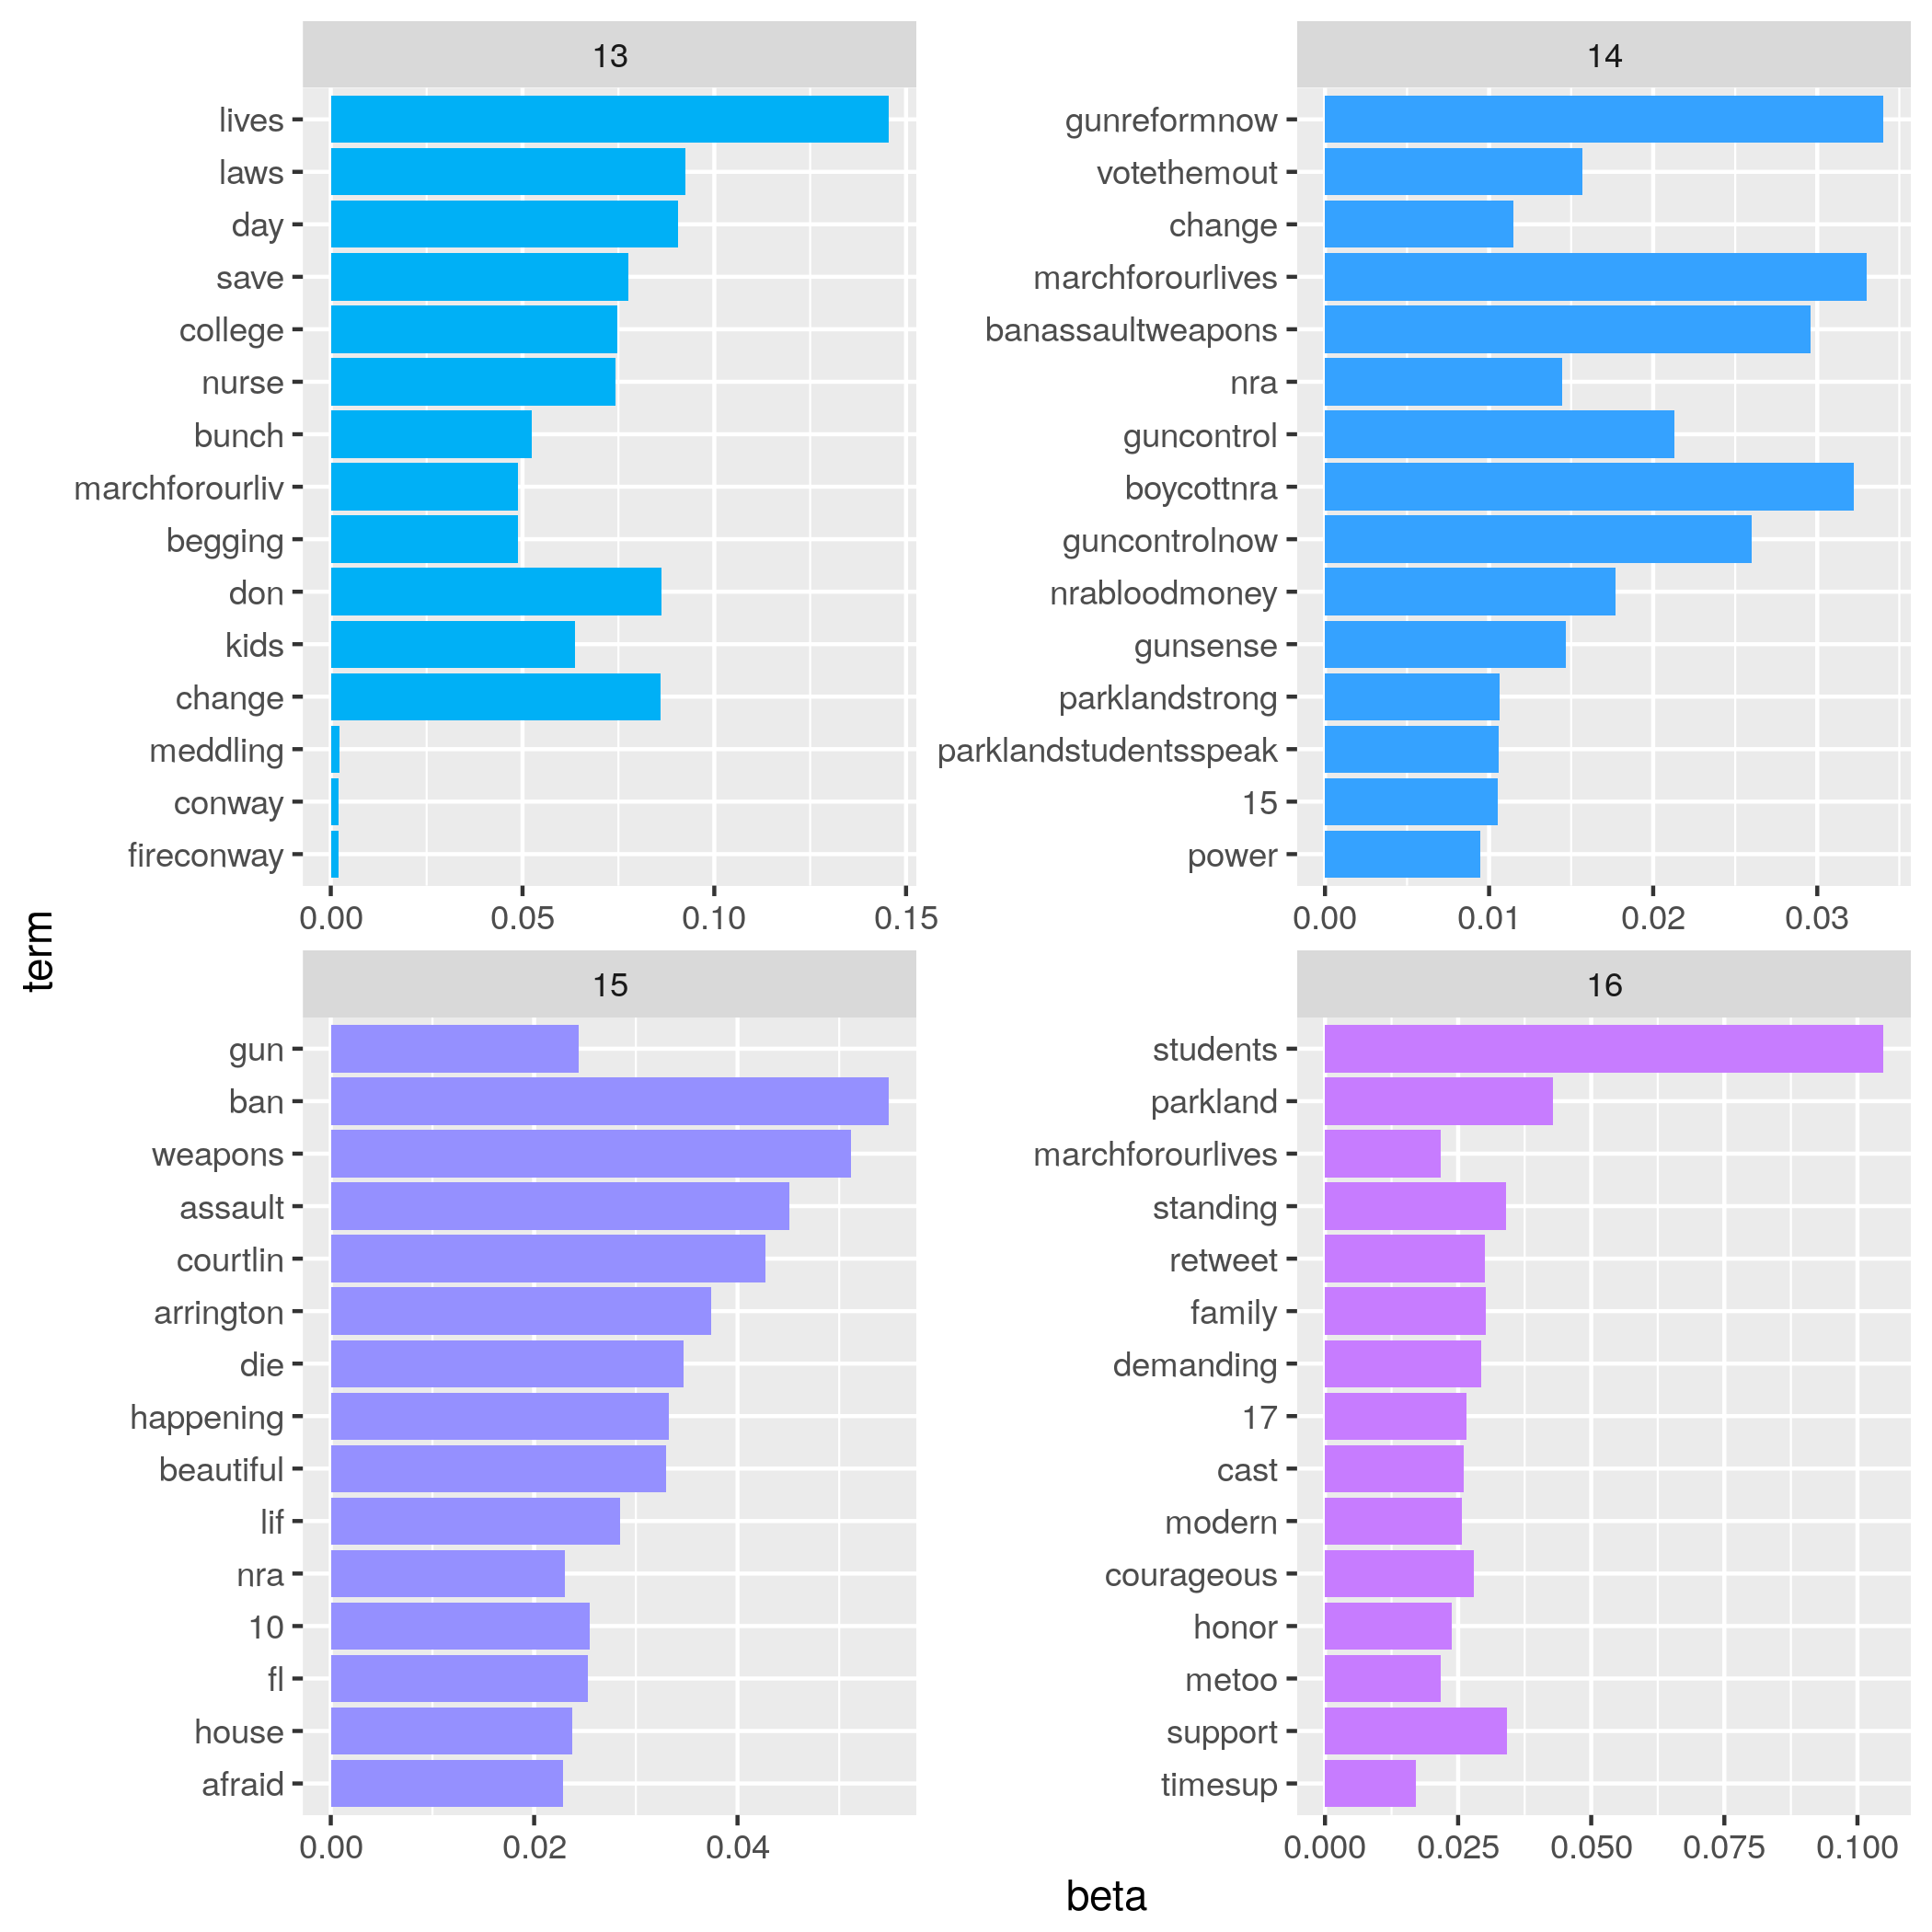 13
lives
laws
day
save
college
nurse
bunch
marchforourliv
begging
don
kids
change
meddling
conway
fireconway
0.00 0.05 0.10 0.15
14
gunreformnow
votethemout
change
marchforourlives
banassaultweapons
nra
guncontrol
boycottnra
guncontrolnow
nrabloodmoney
gunsense
parklandstrong
parklandstudentsspeak
15
power
0.00 0.01 0.02 0.03
term
15
gun
ban
weapons
assault
courtlin
arrington
die
happening
beautiful
lif
nra
10
fl
house
afraid
0.00 0.02 0.04
16
students
parkland
marchforourlives
standing
retweet
family
demanding
17
cast
modern
courageous
honor
metoo
support
timesup
0.000 0.025 0.050 0.075 0.100
beta